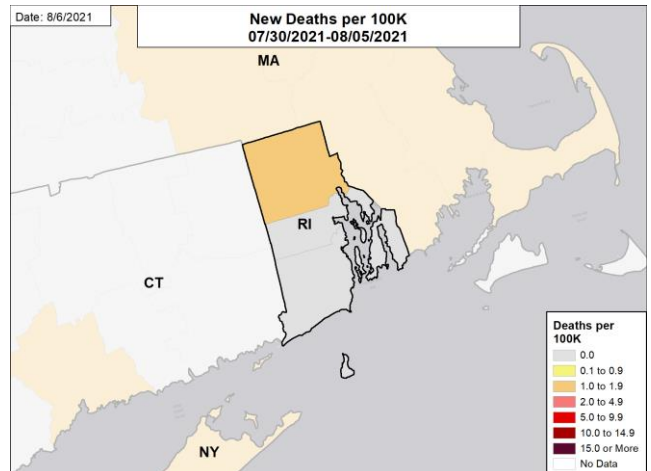 Date: 8/6/2021
New Deaths per 100K
07/30/2021-08/05/2021
MA
RI
CT
NY
Deaths per
100K
0.0
0.1 to 0.9
1.0 to 1.9
2.0 to 4.9
5.0 to 9.9
10.0 to 14.9
15.0 or More
No Data